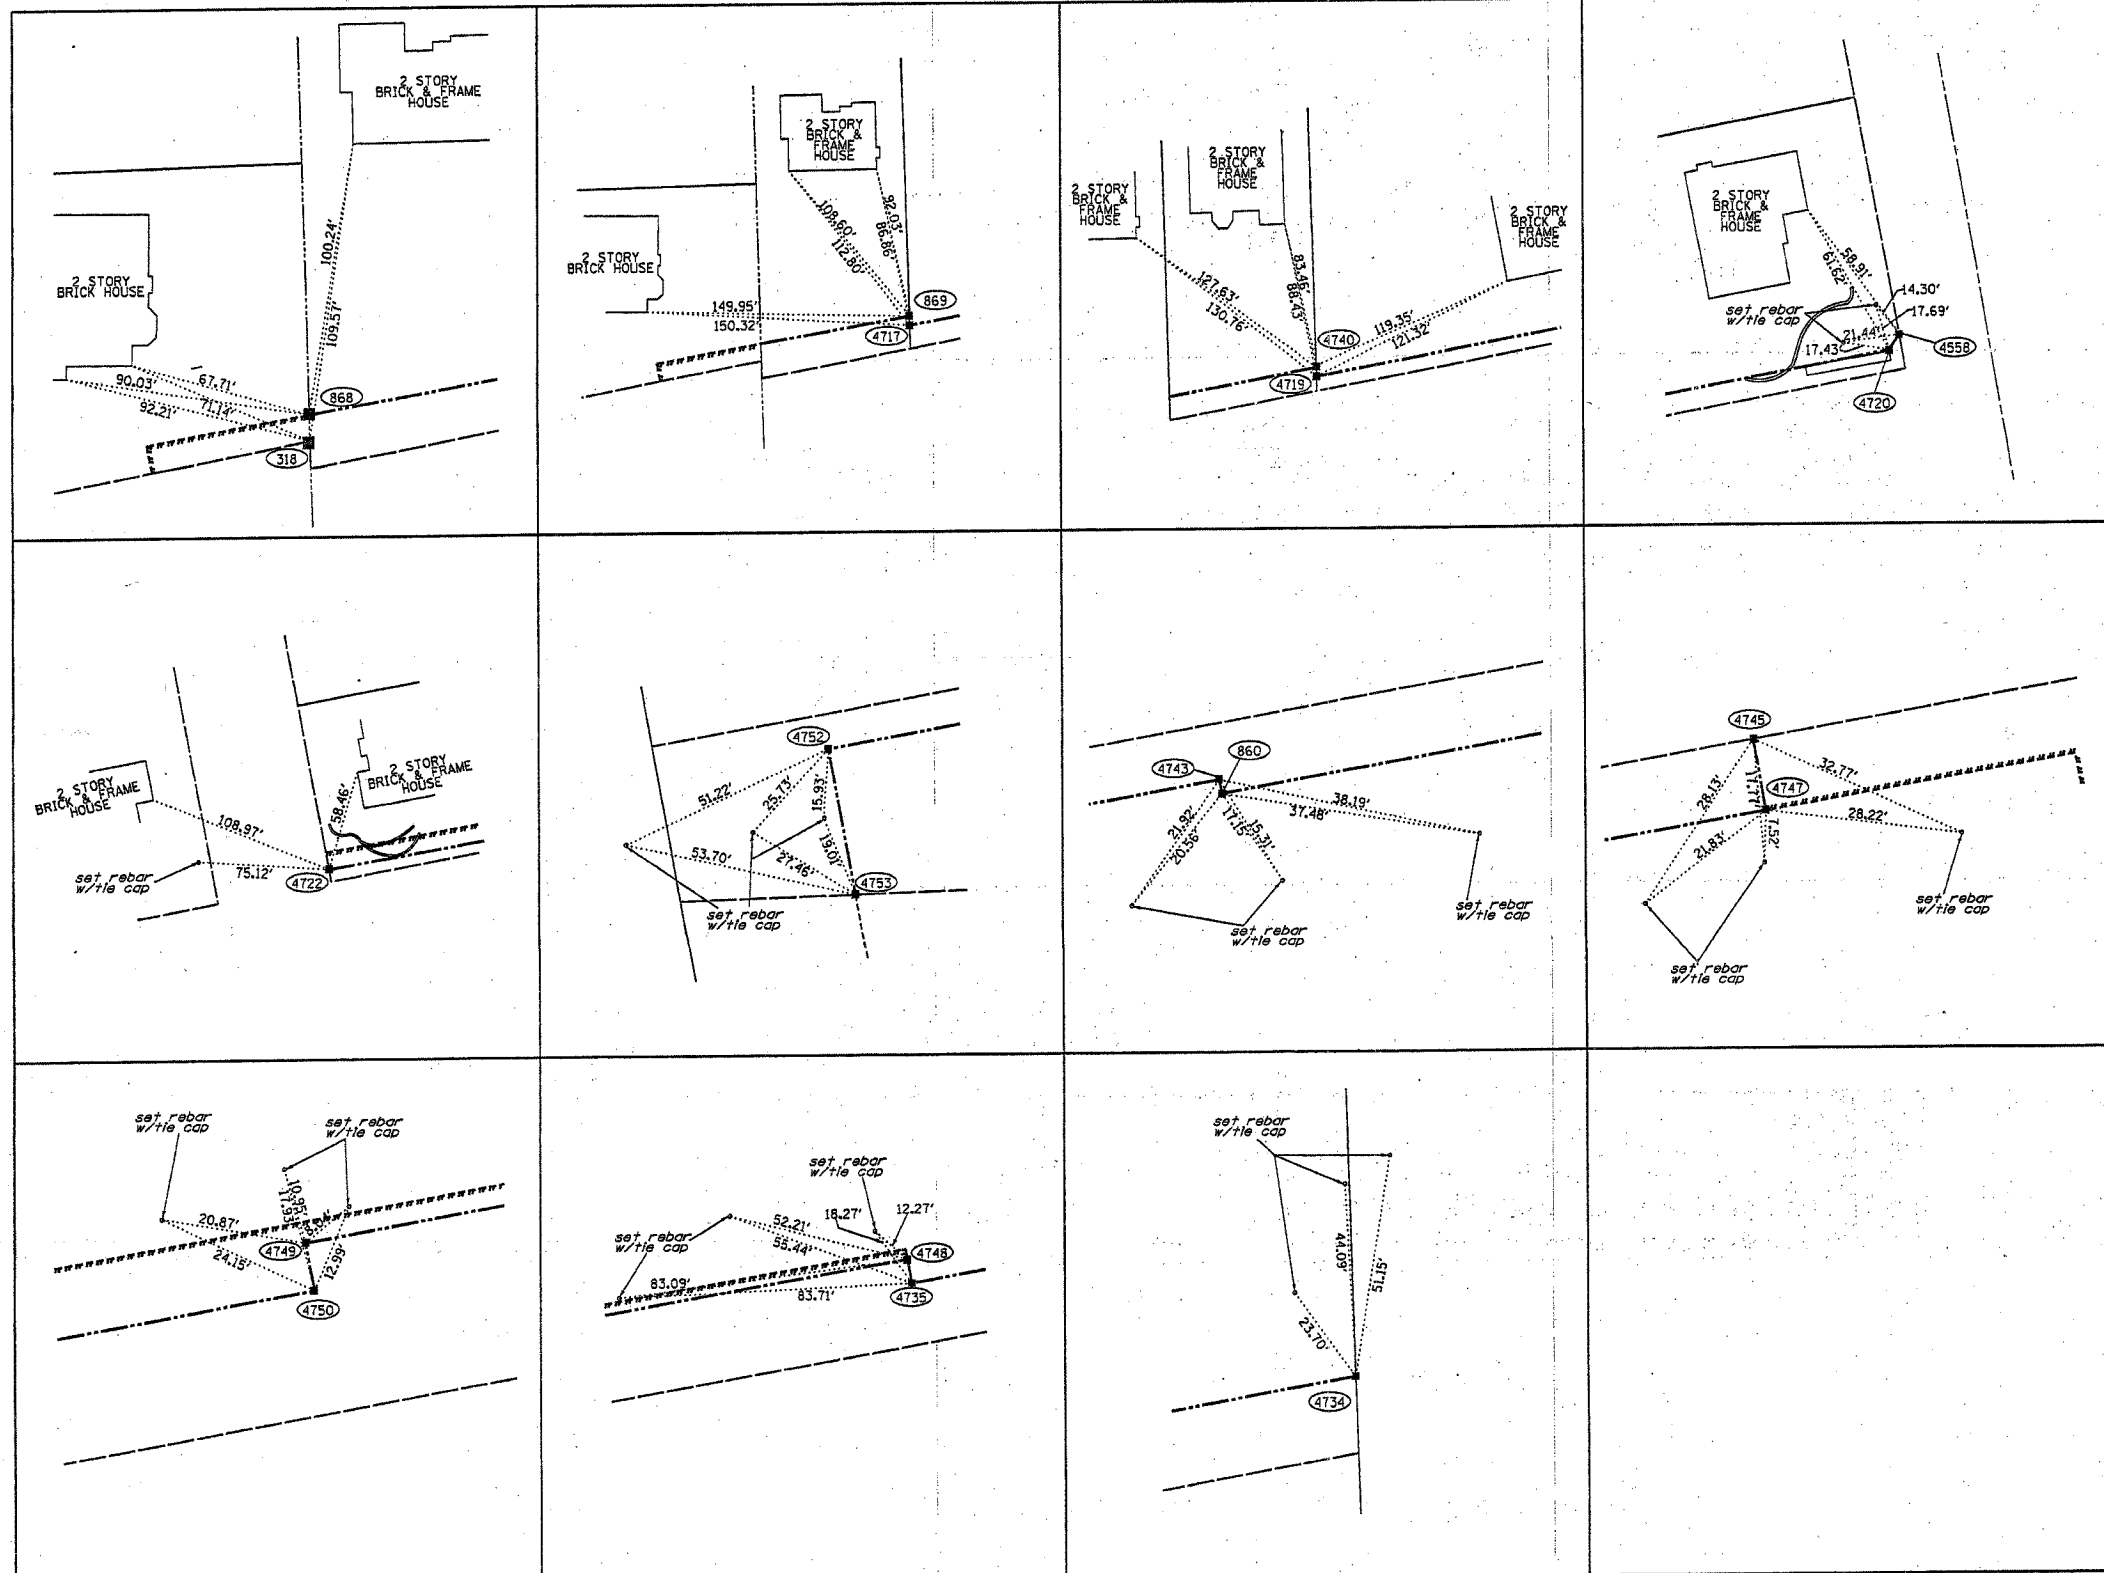 2 STORY
BRICK & FRAME
HOUSE
2 STORY
BRICK HOUSE
100.24'
109.57'
90.03'
67.71'
92.21'
71.14'
868
318
2 STORY
BRICK &
FRAME
HOUSE
2 STORY
BRICK HOUSE
108.60'
112.80'
92.03'
86.86'
149.95'
150.32'
869
4717
2 STORY
BRICK &
FRAME
HOUSE
2 STORY
BRICK &
FRAME
HOUSE
2 STORY
BRICK &
FRAME
HOUSE
127.63'
130.76'
83.46'
88.43'
119.35'
121.32'
4740
4719
2 STORY
BRICK &
FRAME
HOUSE
58.91'
61.62'
set rebar
w/tie cap
14.30'
17.69'
21.44'
17.43'
4558
4720
2 STORY
BRICK & FRAME
HOUSE
2 STORY
BRICK & FRAME
HOUSE
58.46'
108.97'
set rebar
w/tie cap
75.12'
4722
4752
51.22'
25.73'
15.93'
53.70'
27.46'
19.01'
4753
set rebar
w/tie cap
4743
860
21.92'
20.56'
17.15'
15.31'
38.19'
37.48'
set rebar
w/tie cap
set rebar
w/tie cap
4745
28.13'
17.77'
32.77'
4747
21.83'
7.52'
28.22'
set rebar
w/tie cap
set rebar
w/tie cap
set rebar
w/tie cap
set rebar
w/tie cap
17.93'
20.87'
24.15'
12.99'
4749
4750
set rebar
w/tie cap
18.27'
12.27'
set rebar
w/tie cap
52.21'
55.44'
83.09'
83.71'
4748
4735
set rebar
w/tie cap
44.09'
51.15'
23.70'
4734